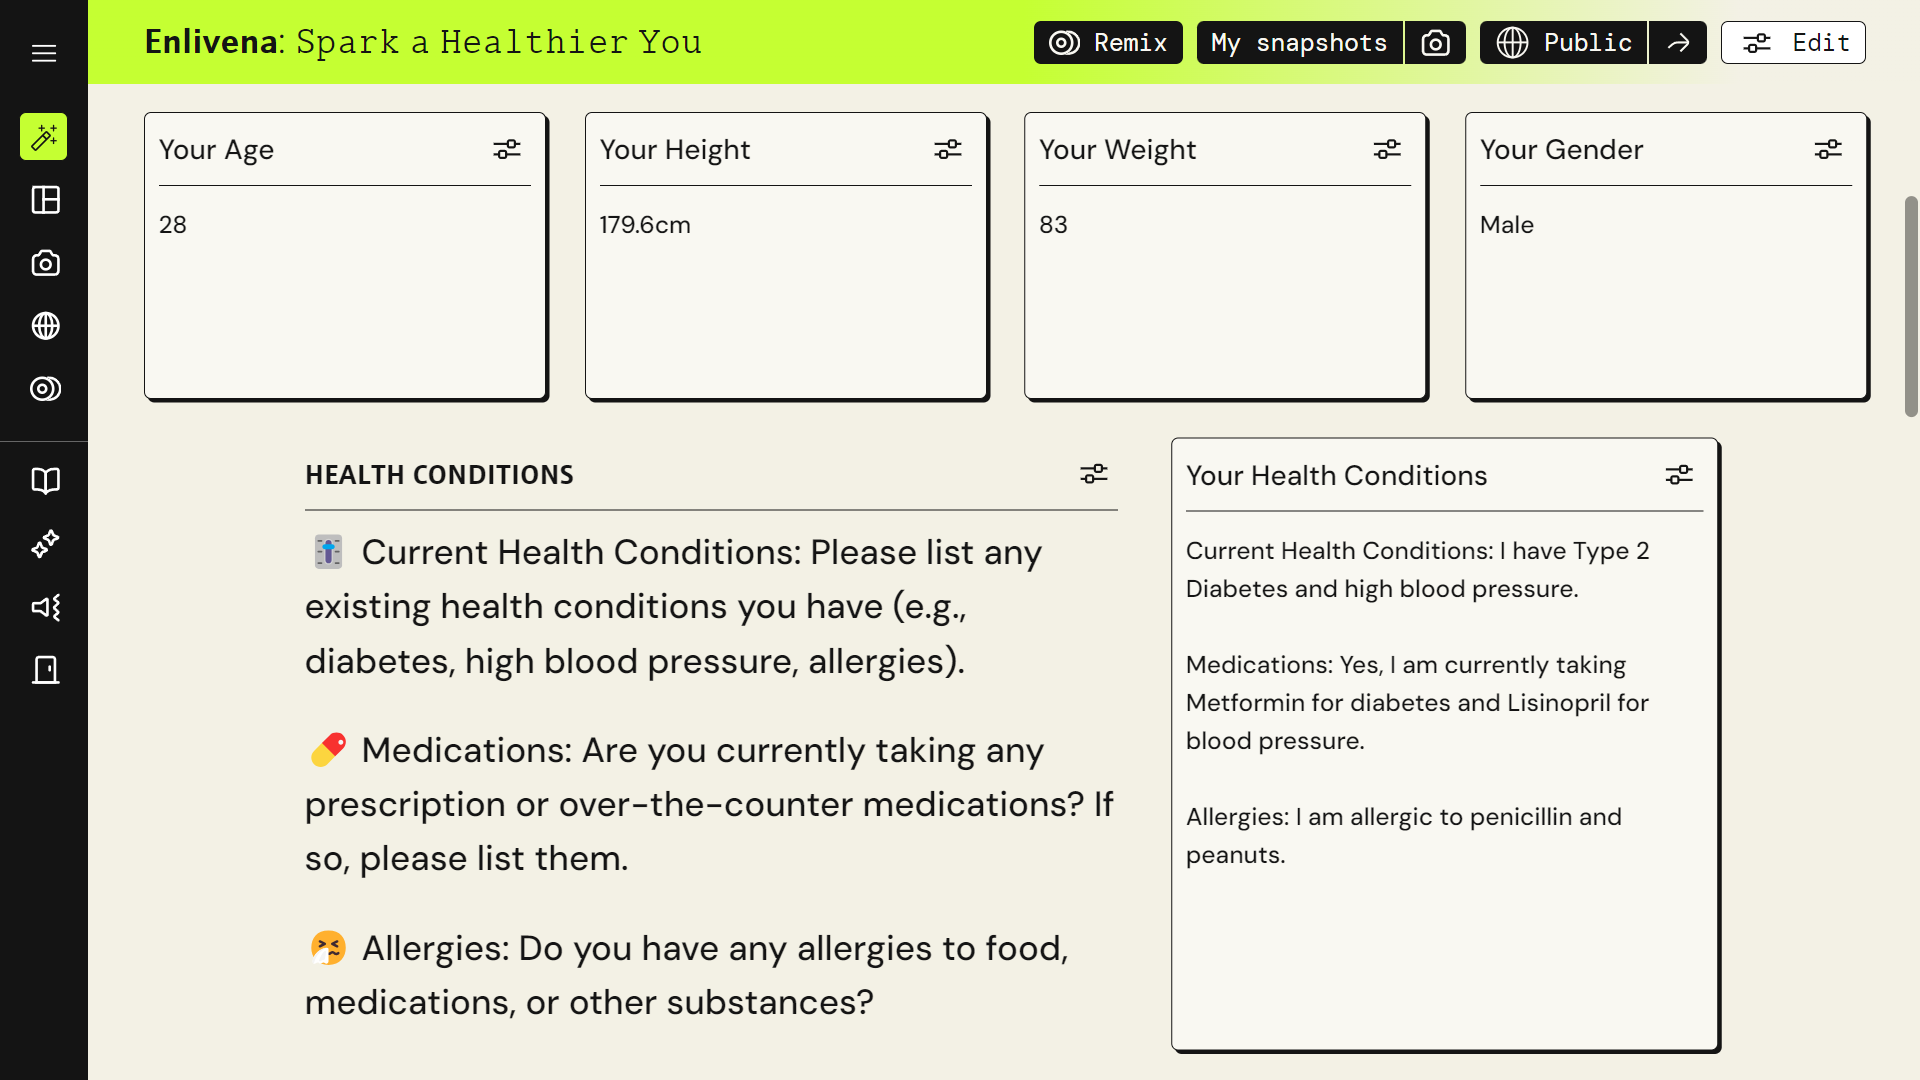 Enlivena: Spark a Healthier You
Remix
My snapshots
Public
Edit
Your Age
28
Your Height
179.6cm
Your Weight
83
Your Gender
Male
HEALTH CONDITIONS
Current Health Conditions: Please list any
existing health conditions you have (e.g.,
diabetes, high blood pressure, allergies).
💊 Medications: Are you currently taking any
prescription or over-the-counter medications? If
so, please list them.
🤧 Allergies: Do you have any allergies to food,
medications, or other substances?
Your Health Conditions
Current Health Conditions: I have Type 2
Diabetes and high blood pressure.
Medications: Yes, I am currently taking
Metformin for diabetes and Lisinopril for
blood pressure.
Allergies: I am allergic to penicillin and
peanuts.